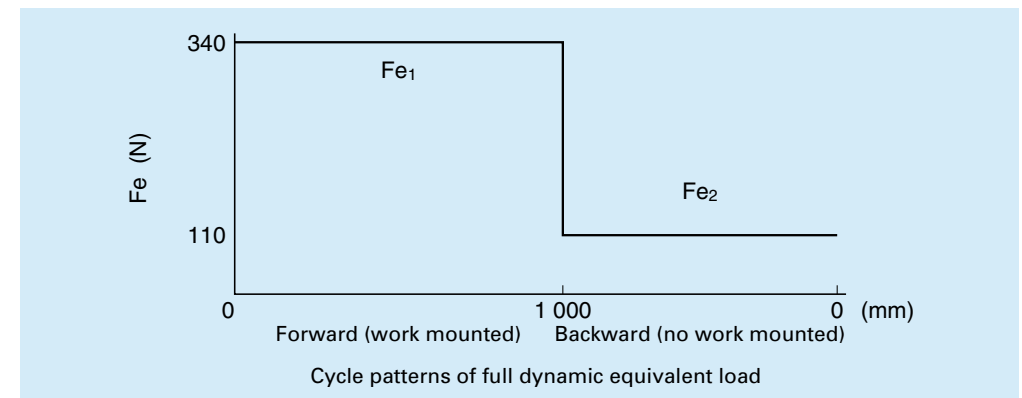 340
Fe₁
Fe (N)
Fe₂
110
0 1 000 0 (mm)
Forward (work mounted) Backward (no work mounted)
Cycle patterns of full dynamic equivalent load